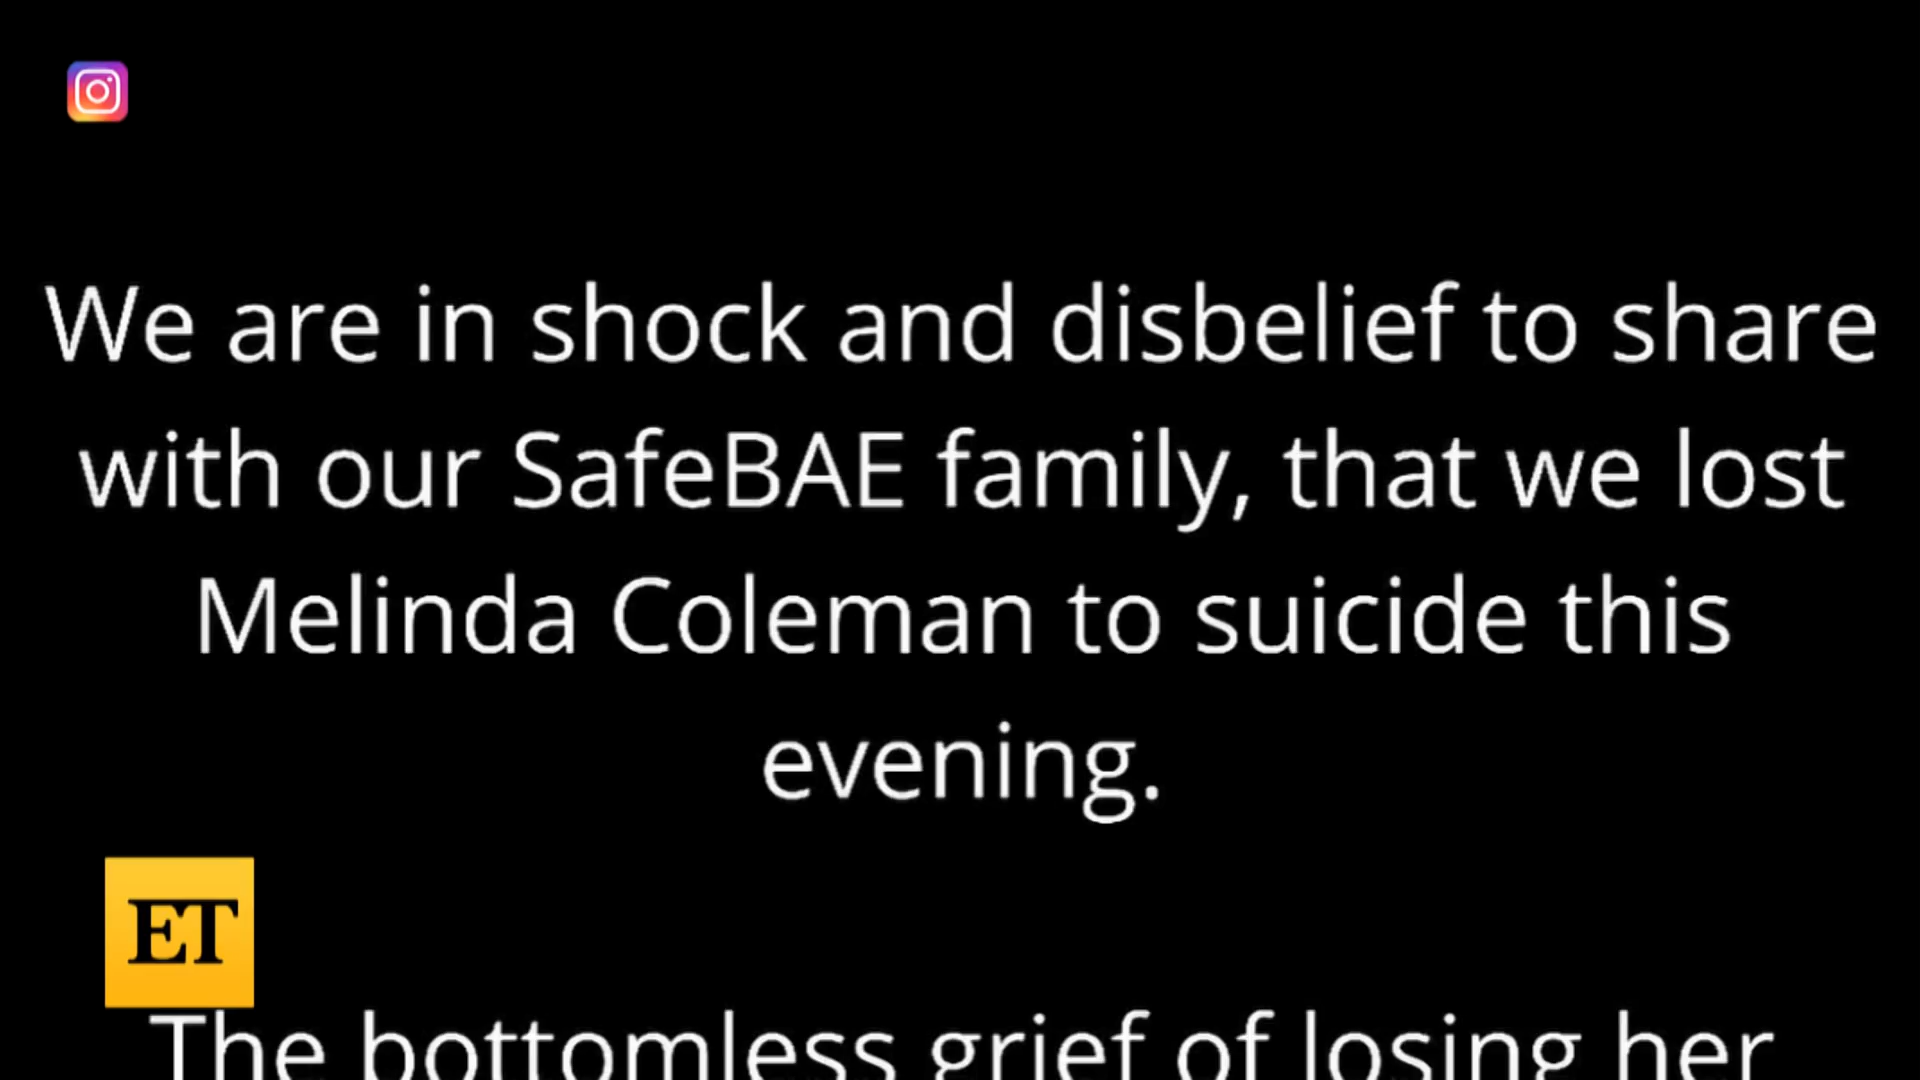 We are in shock and disbelief to share
with our SafeBAE family, that we lost
Melinda Coleman to suicide this
evening.
ET
The bottomless grief of losing her